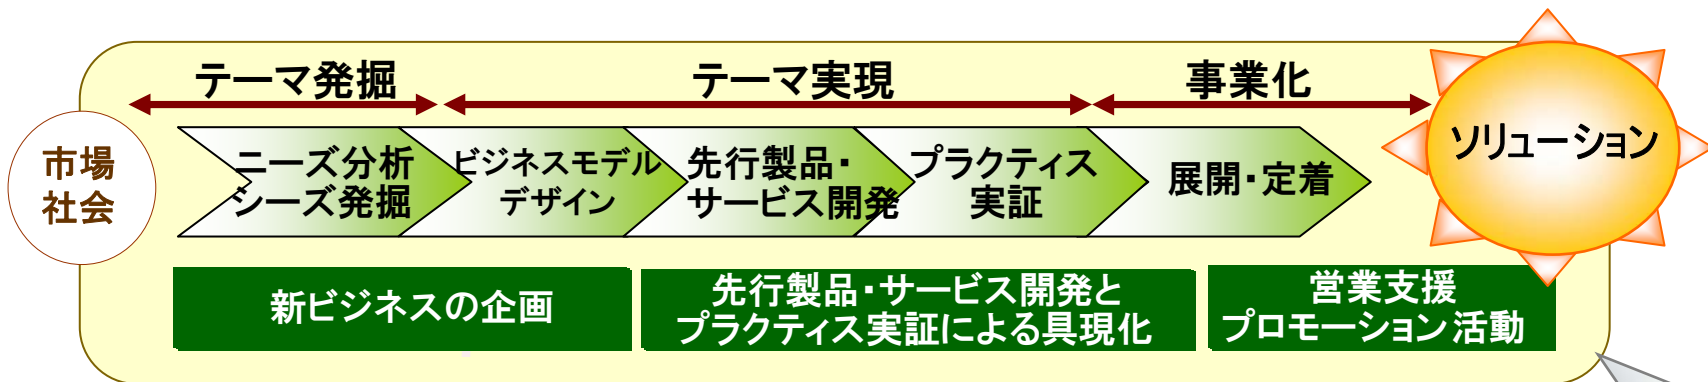 テーマ発掘
テーマ実現
事業化
市場
社会
ニーズ分析
シーズ発掘
ビジネスモデル
デザイン
先行製品・
サービス開発
プラクティス
実証
展開・定着
ソリューション
新ビジネスの企画
先行製品・サービス開発と
プラクティス実証による具現化
営業支援
プロモーション活動